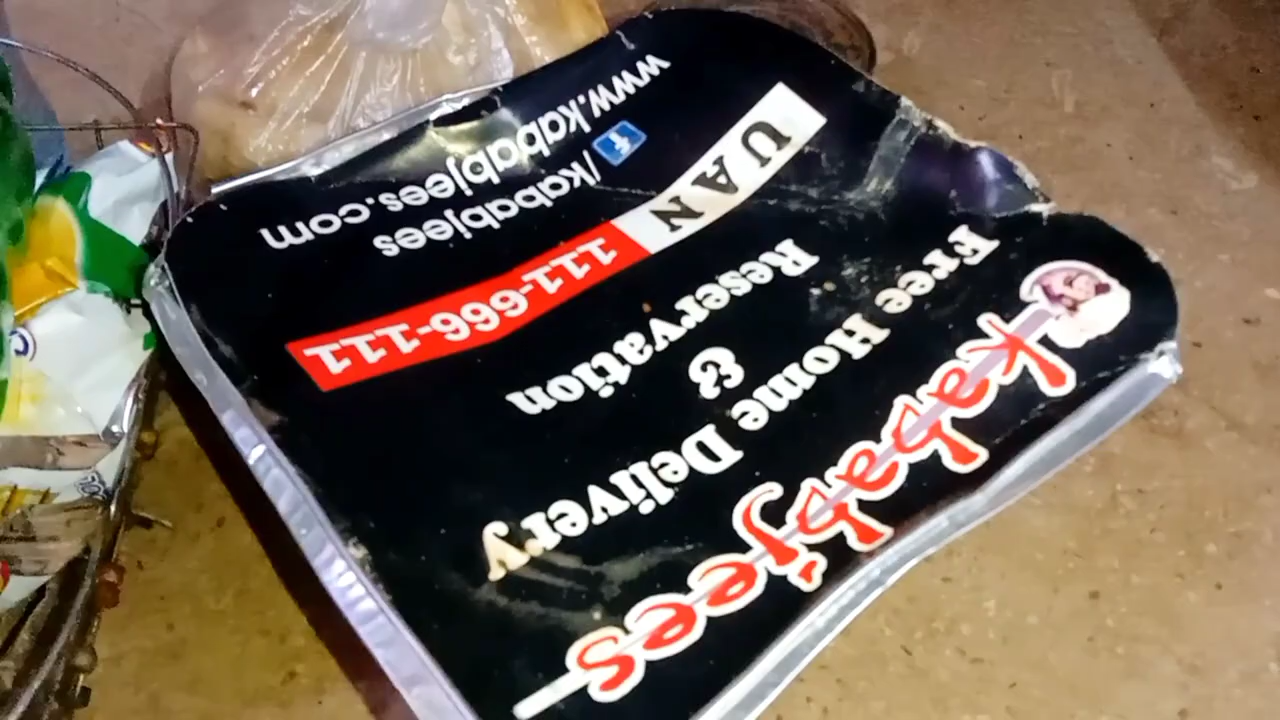 kababjees
Free Home Delivery
&
Reservation
UAN 111-666-111
/kababjees
www.kababjees.com